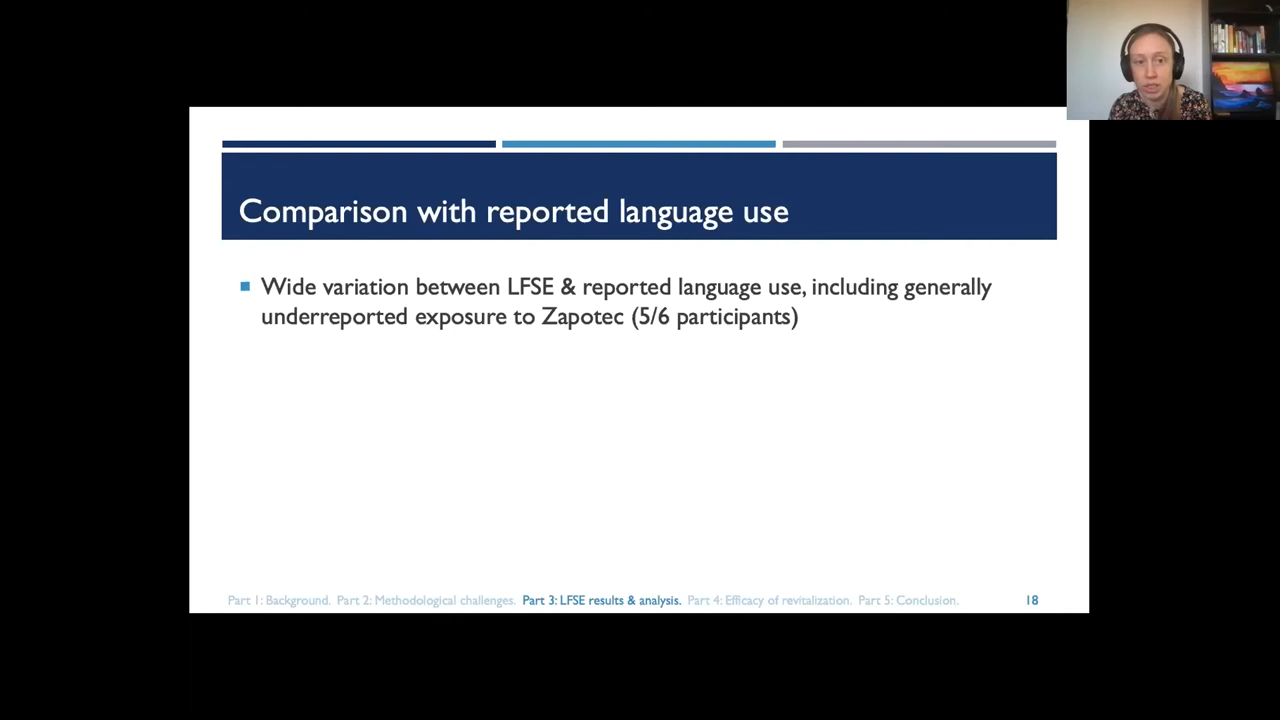 Comparison with reported language use
Wide variation between LFSE & reported language use, including generally
underreported exposure to Zapotec (5/6 participants)
Part 1: Background. Part 2: Methodological challenges. Part 3: LFSE results & analysis. Part 4: Efficacy of revitalization. Part 5: Conclusion. 18